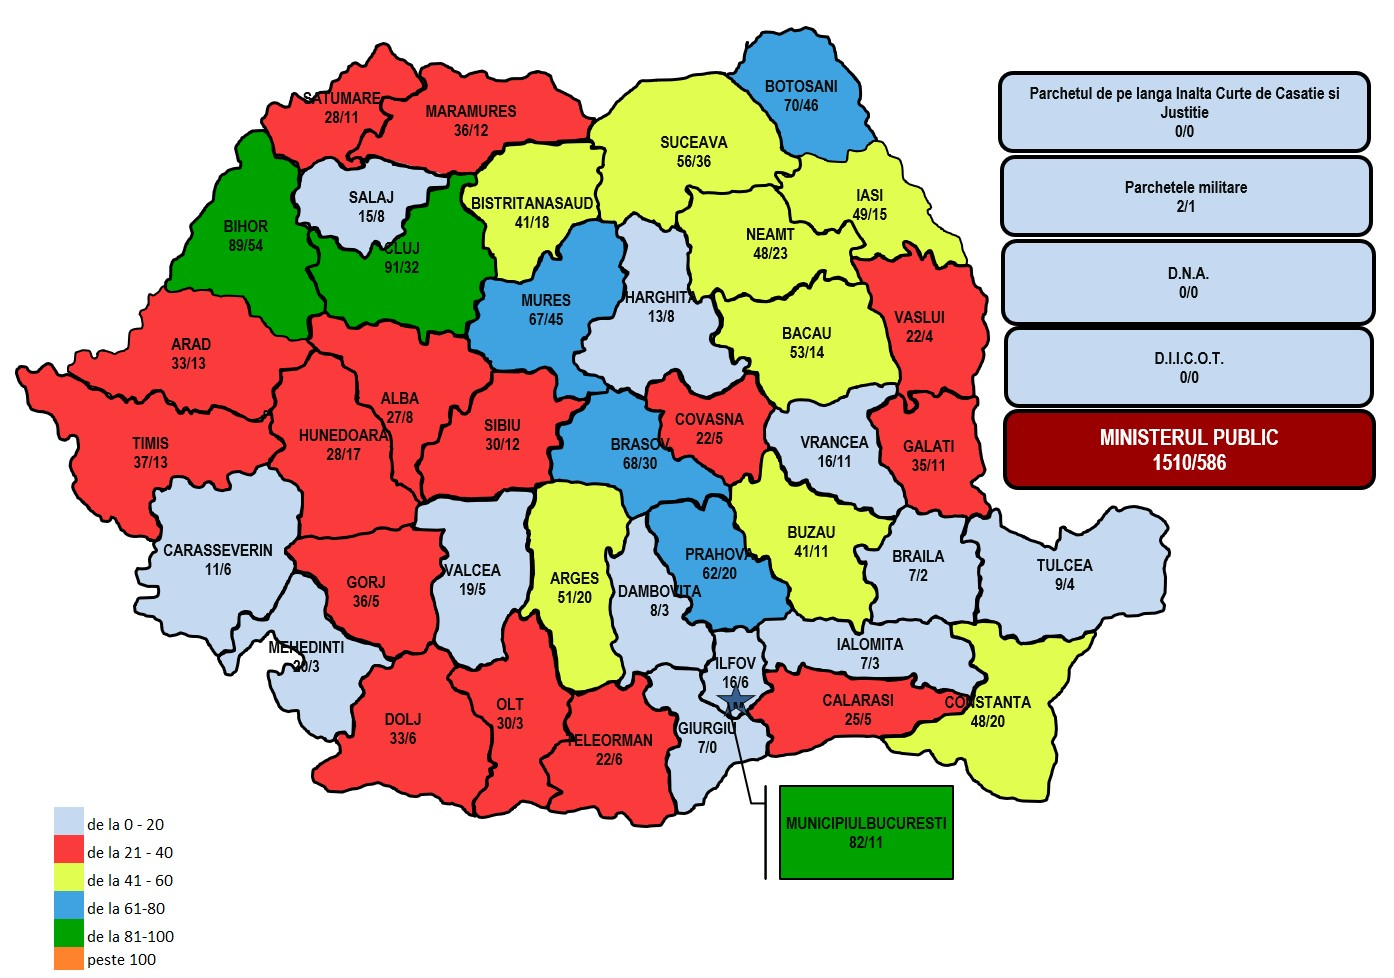 SATUMARE
28/11
MARAMURES
36/12
BOTOSANI
70/46
SUCEAVA
56/36
SALAJ
15/8
BISTRITANASAUD
41/18
IASI
49/15
BIHOR
89/54
CLUJ
91/32
NEAMT
48/23
MURES
67/45
HARGHITA
13/8
BACAU
53/14
VASLUI
22/4
ARAD
33/13
ALBA
27/8
SIBIU
30/12
COVASNA
22/5
TIMIS
37/13
HUNEDOARA
28/17
BRASOV
68/30
VRANCEA
16/11
GALATI
35/11
CARASSEVERIN
11/6
GORJ
36/5
VALCEA
19/5
ARGES
51/20
DAMBOVITA
8/3
PRAHOVA
62/20
BUZAU
41/11
BRAILA
7/2
TULCEA
9/4
MEHEDINTI
20/3
IALOMITA
7/3
ILFOV
16/6
DOLJ
33/6
OLT
30/3
TELEORMAN
22/6
GIURGIU
7/0
CALARASI
25/5
CONSTANTA
48/20
MUNICIPIULBUCURESTI
82/11
Parchetul de pe langa Inalta Curte de Casatie si
Justitie
0/0
Parchetele militare
2/1
D.N.A.
0/0
D.I.I.C.O.T.
0/0
MINISTERUL PUBLIC
1510/586
de la 0 - 20
de la 21 - 40
de la 41 - 60
de la 61-80
de la 81-100
peste 100